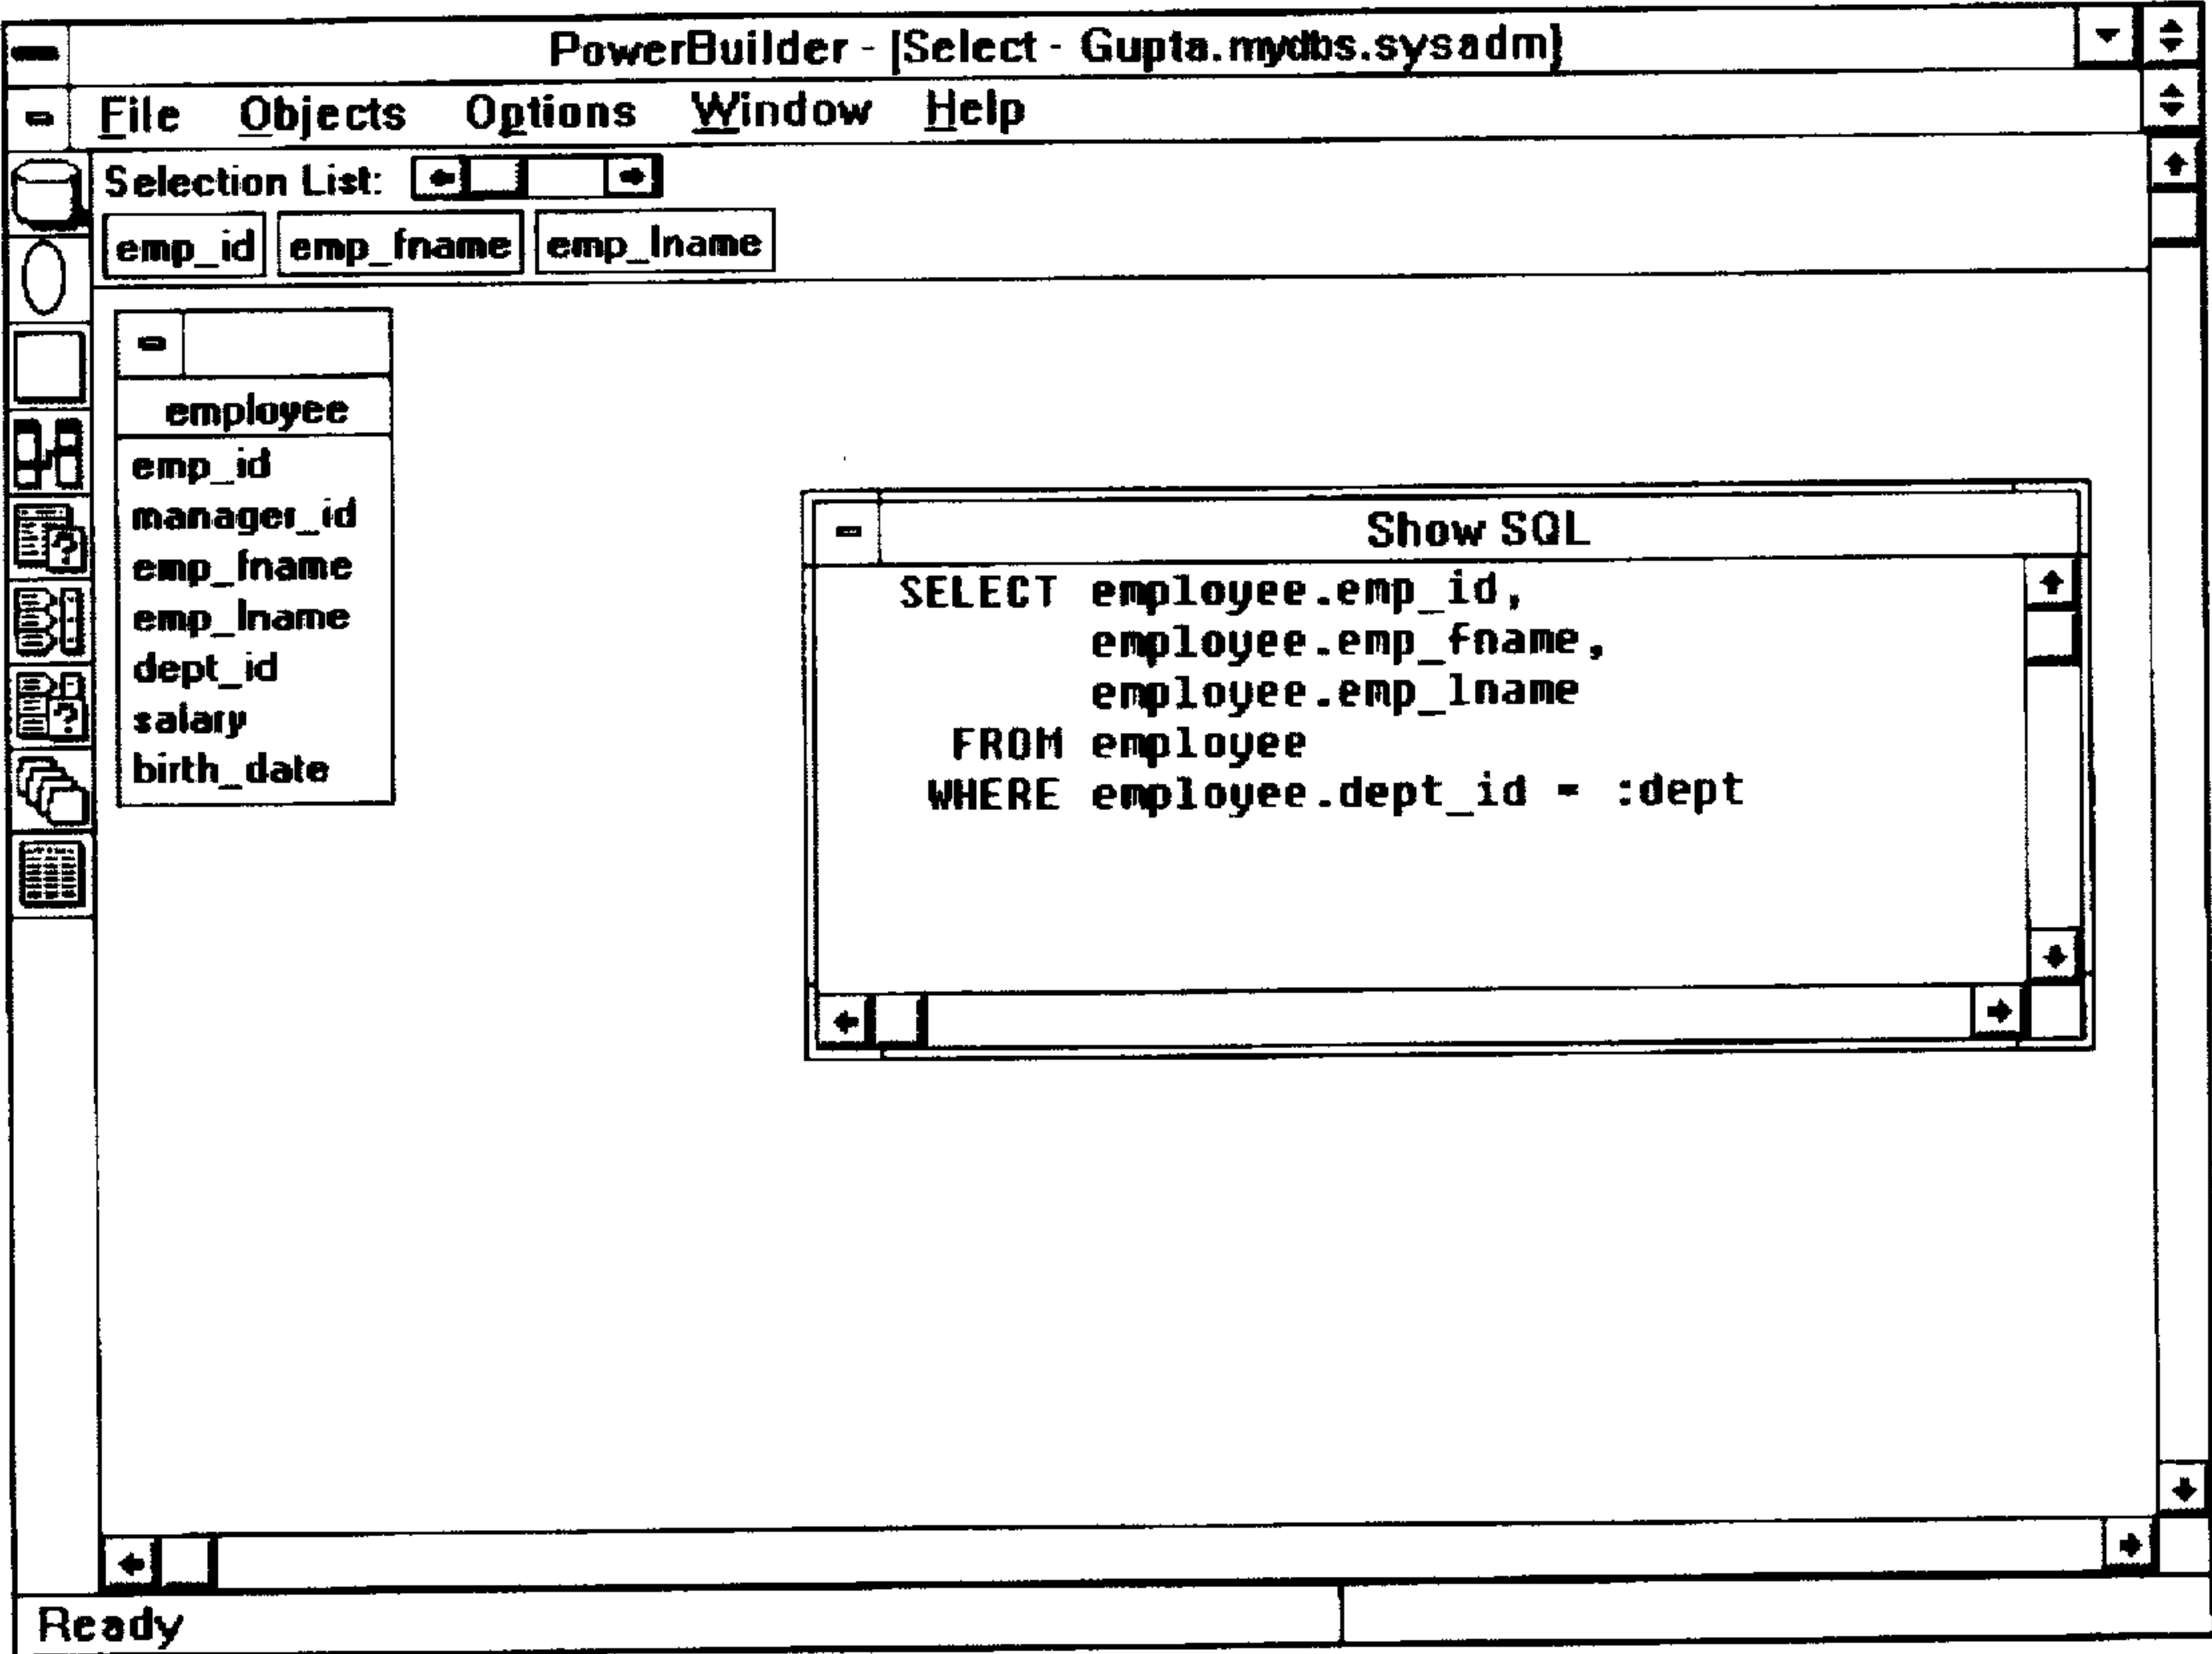 PowerBuilder - [Select - Gupta.mydbs.sysadm]
File Objects Options Window Help
Selection List:
emp_id emp_fname emp_lname
employee
emp_id
manager_id
emp_fname
emp_lname
dept_id
salary
birth_date
Show SQL
SELECT employee.emp_id,
employee.emp_fname,
employee.emp_lname
FROM employee
WHERE employee.dept_id = :dept
Ready